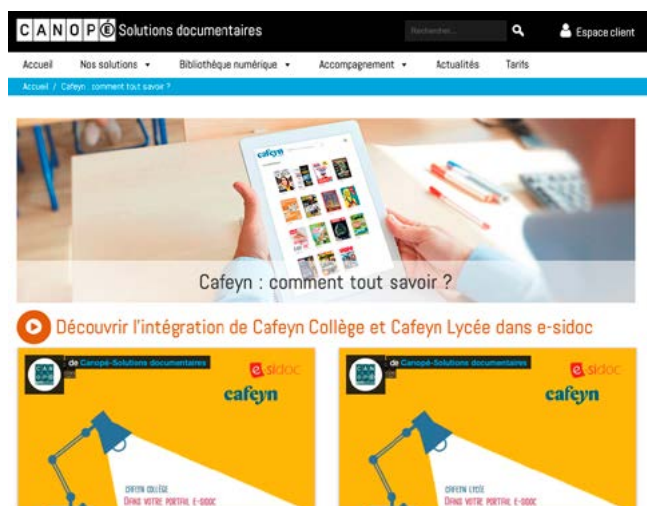 CANOPÉ Solutions documentaires
Rechercher...
Espace client
Accueil Nos solutions Bibliothèque numérique Accompagnement Actualités Tarifs
Accueil / Cafeyn : comment tout savoir ?
cafeyn
Cafeyn : comment tout savoir ?
Découvrir l'intégration de Cafeyn Collège et Cafeyn Lycée dans e-sidoc
de Canopé-Solutions documentaires
e-sidoc
cafeyn
CAFEYN COLLÈGE
DANS VOTRE PORTAIL E-SIDOC
de Canopé-Solutions documentaires
e-sidoc
cafeyn
CAFEYN LYCÉE
DANS VOTRE PORTAIL E-SIDOC